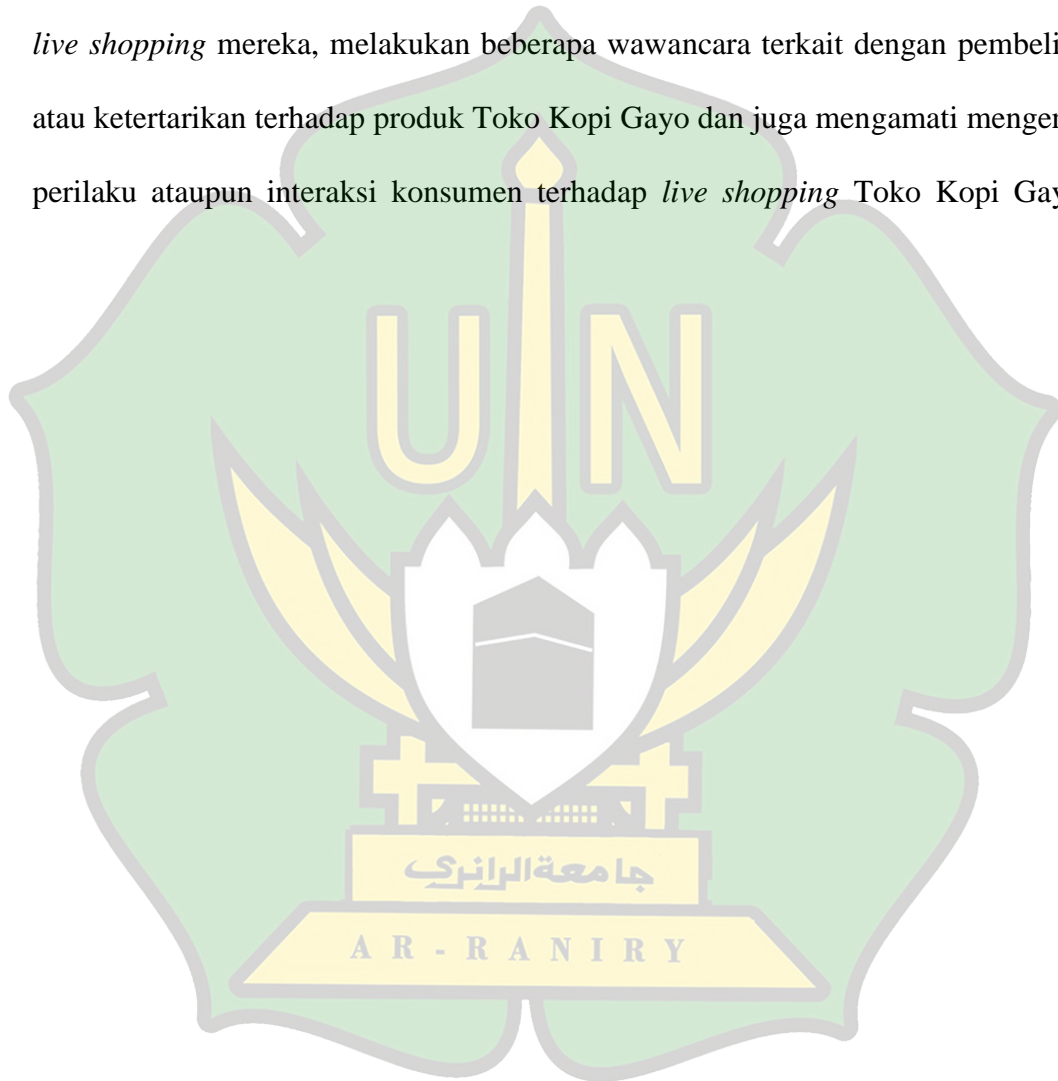 live shopping mereka, melakukan beberapa wawancara terkait dengan pembeli
atau ketertarikan terhadap produk Toko Kopi Gayo dan juga mengamati menger
perilaku ataupun interaksi konsumen terhadap live shopping Toko Kopi Gay
UIN
جامعة الرانري
AR-RANIRY